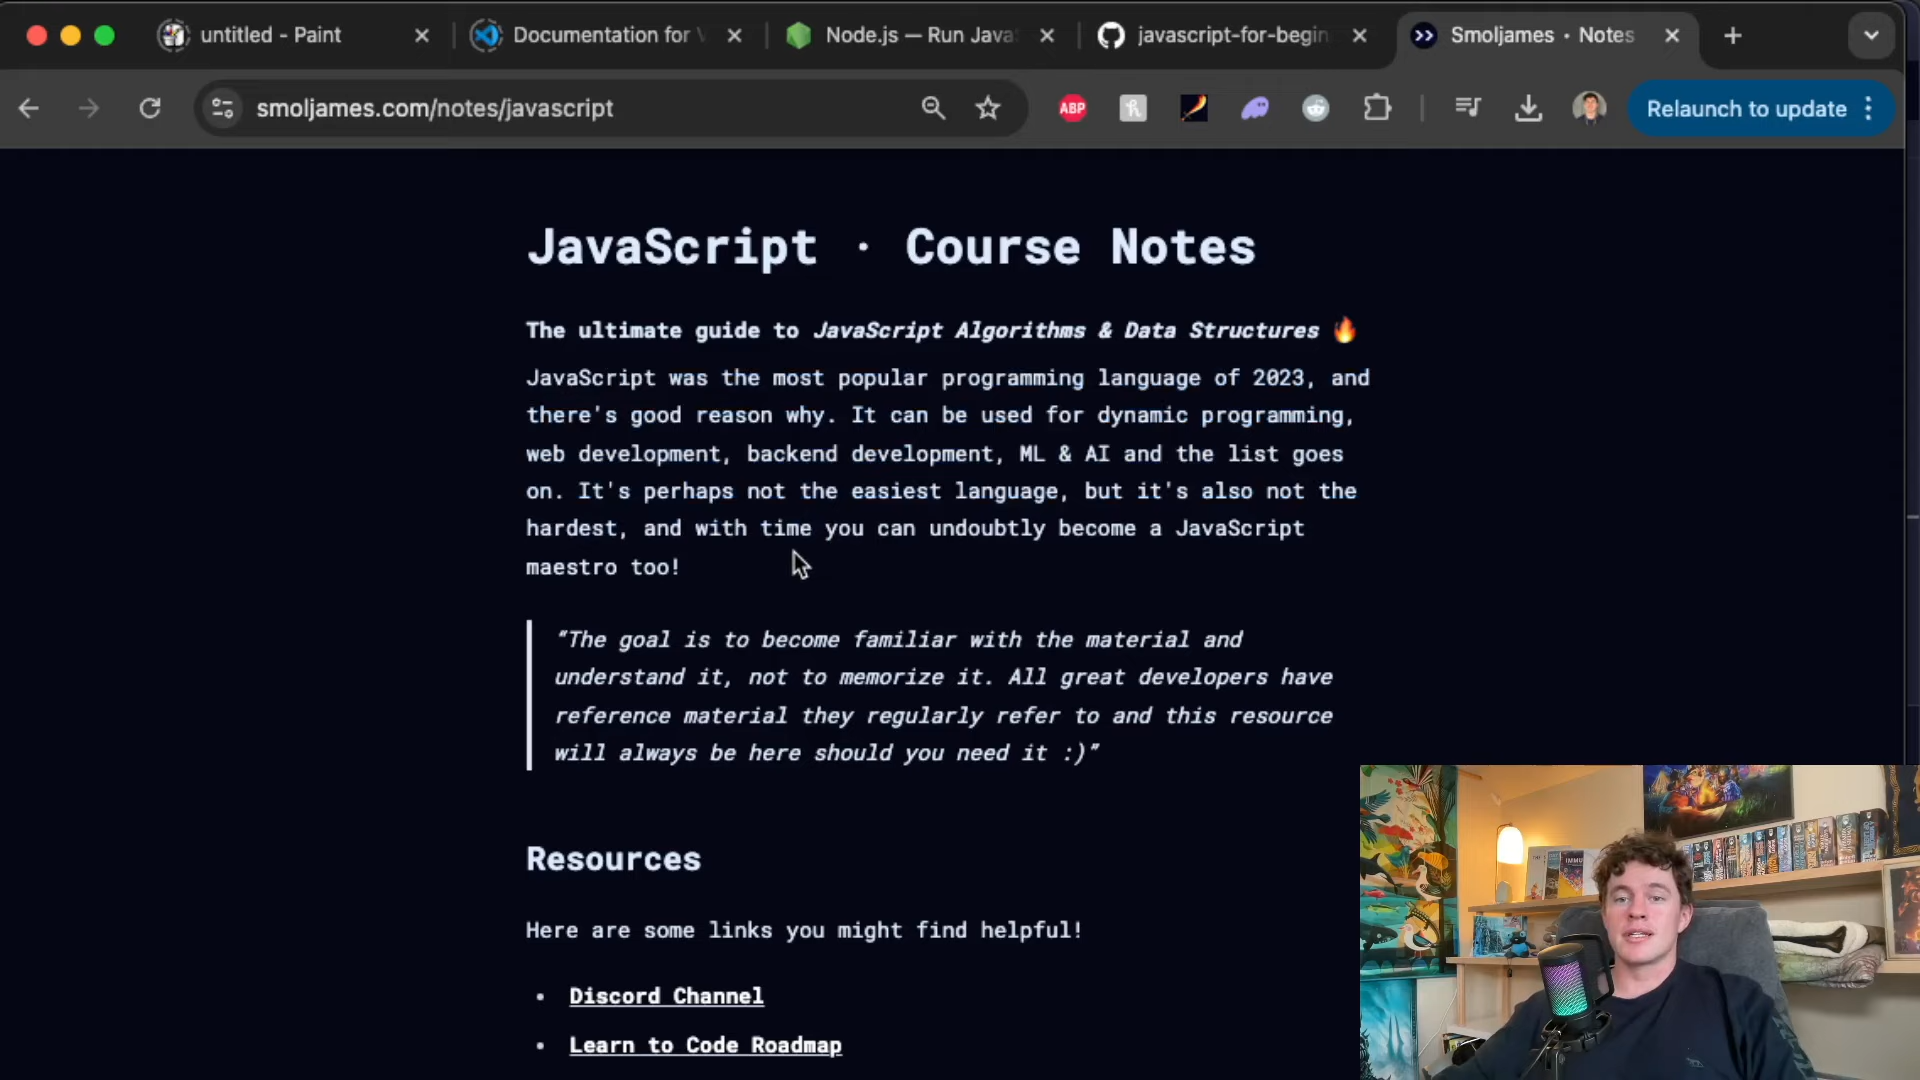 untitled - Paint
Documentation for V
Node.js — Run Java
javascript-for-begin
Smoljames • Notes
smoljames.com/notes/javascript
ABP
Relaunch to update
JavaScript · Course Notes
The ultimate guide to JavaScript Algorithms & Data Structures 🔥
JavaScript was the most popular programming language of 2023, and
there's good reason why. It can be used for dynamic programming,
web development, backend development, ML & AI and the list goes
on. It's perhaps not the easiest language, but it's also not the
hardest, and with time you can undoubtly become a JavaScript
maestro too!
“The goal is to become familiar with the material and
understand it, not to memorize it. All great developers have
reference material they regularly refer to and this resource
will always be here should you need it :)”
Resources
Here are some links you might find helpful!
• Discord Channel
• Learn to Code Roadmap